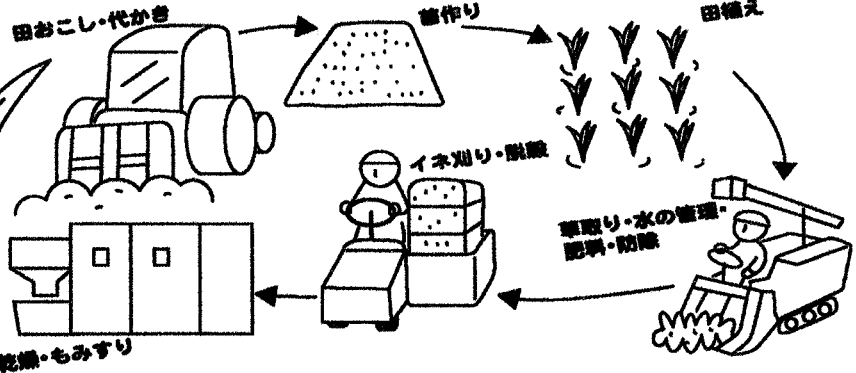 田おこし・代かき
苗作り
田植え
イネ刈り・脱穀
草取り・水の管理・
肥料・防除
乾燥・もみすり